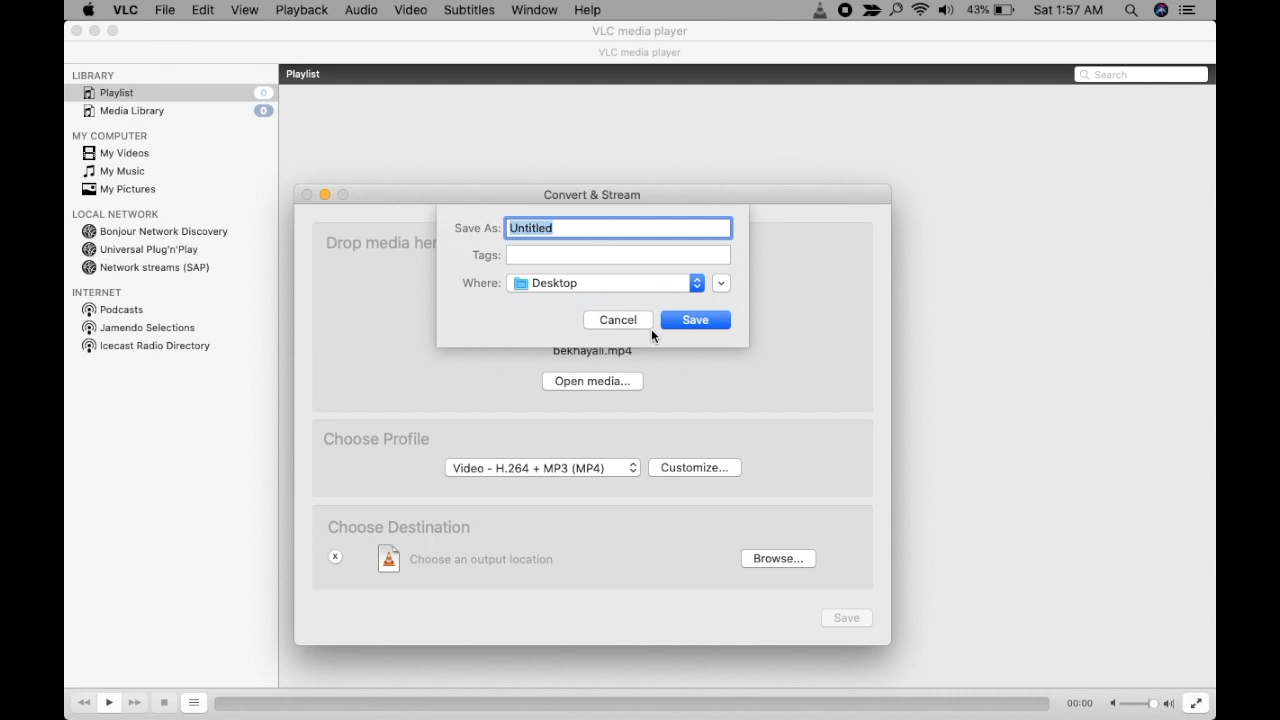 VLC File Edit View Playback Audio Video Subtitles Window Help 43% Sat 1:57 AM
VLC media player
VLC media player
LIBRARY
Playlist 0
Media Library 0
MY COMPUTER
My Videos
My Music
My Pictures
LOCAL NETWORK
Bonjour Network Discovery
Universal Plug'n'Play
Network streams (SAP)
INTERNET
Podcasts
Jamendo Selections
Icecast Radio Directory
Playlist
Search
Convert & Stream
Drop media her
Save As: Untitled
Tags:
Where: Desktop
Cancel Save
bekhayali.mp4
Open media...
Choose Profile
Video - H.264 + MP3 (MP4) Customize...
Choose Destination
x Choose an output location Browse...
Save
00:00